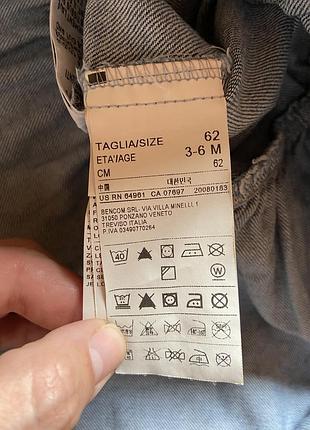 TAGLIA/SIZE 62
ETA'/AGE 3-6 M
CM 62
中国 대한민국
US RN 64961 CA 07697 20080183
BENCOM SRL- VIA VILLA MINELLI, 1
31050 PONZANO VENETO
TREVISO ITALIA
P.IVA 03490770264
40
W